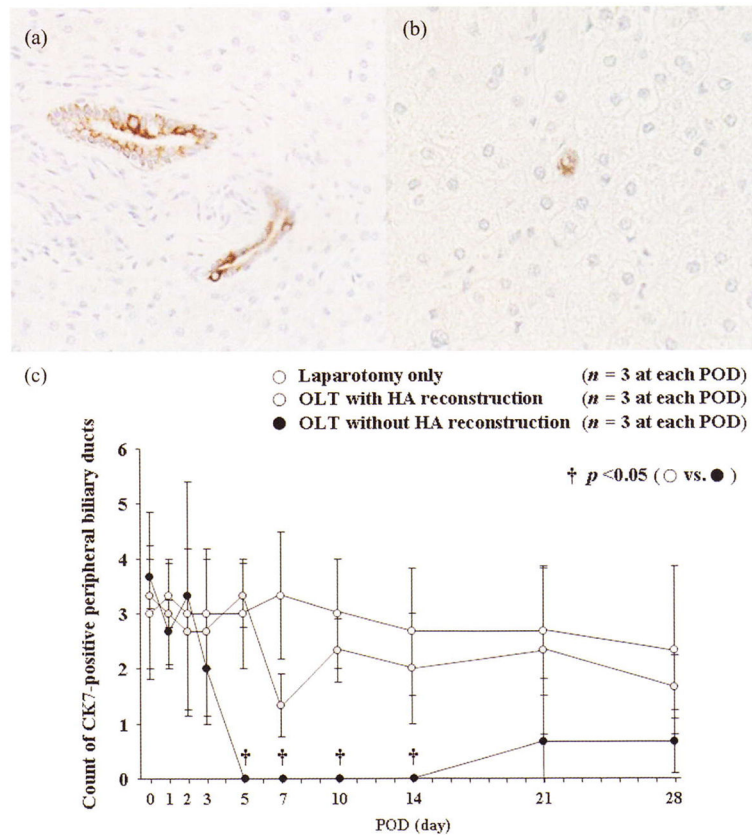 (a)
(b)
(c)
○ Laparotomy only (n = 3 at each POD)
○ OLT with HA reconstruction (n = 3 at each POD)
● OLT without HA reconstruction (n = 3 at each POD)
† p <0.05 ( ○ vs. ● )
Count of CK7-positive peripheral biliary ducts
6
5
4
3
2
1
0
† † † †
0 1 2 3 5 7 10 14 21 28
POD (day)